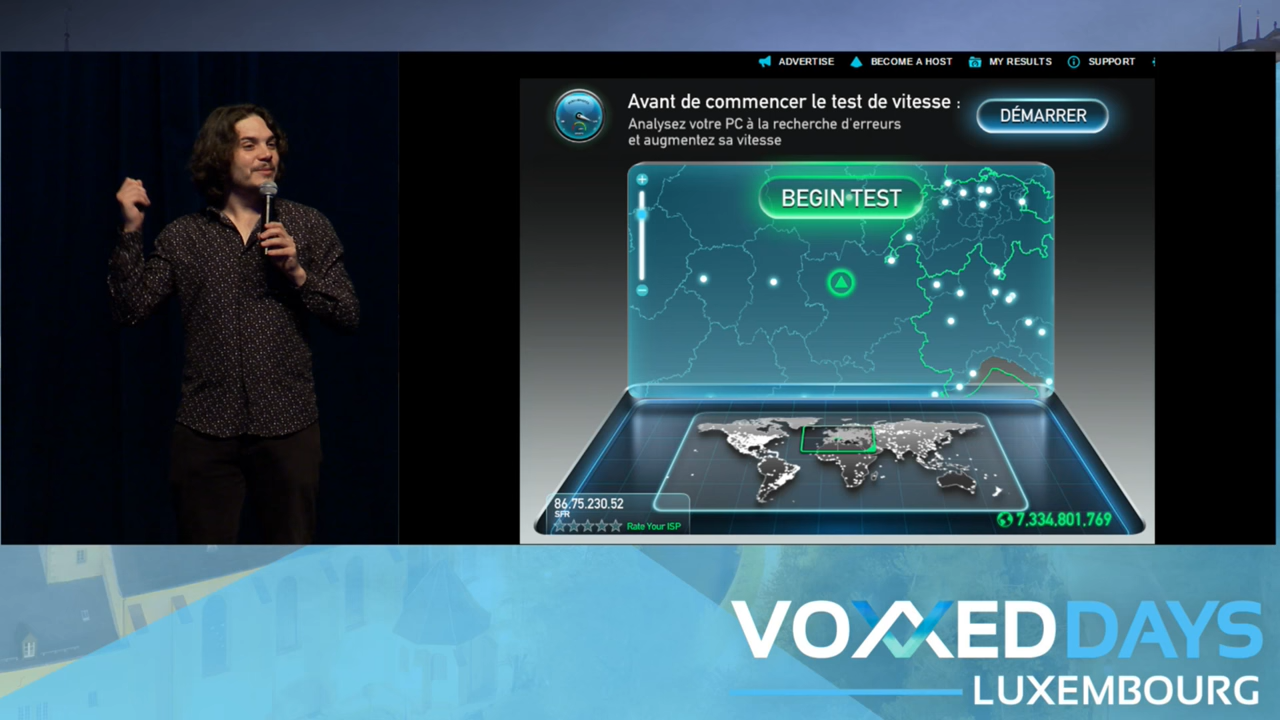 ADVERTISE BECOME A HOST MY RESULTS SUPPORT
Avant de commencer le test de vitesse :
Analysez votre PC à la recherche d'erreurs
et augmentez sa vitesse
DÉMARRER
BEGIN TEST
86.75.230.52
SFR
Rate Your ISP
7,334,801,769
VOXXED DAYS
LUXEMBOURG